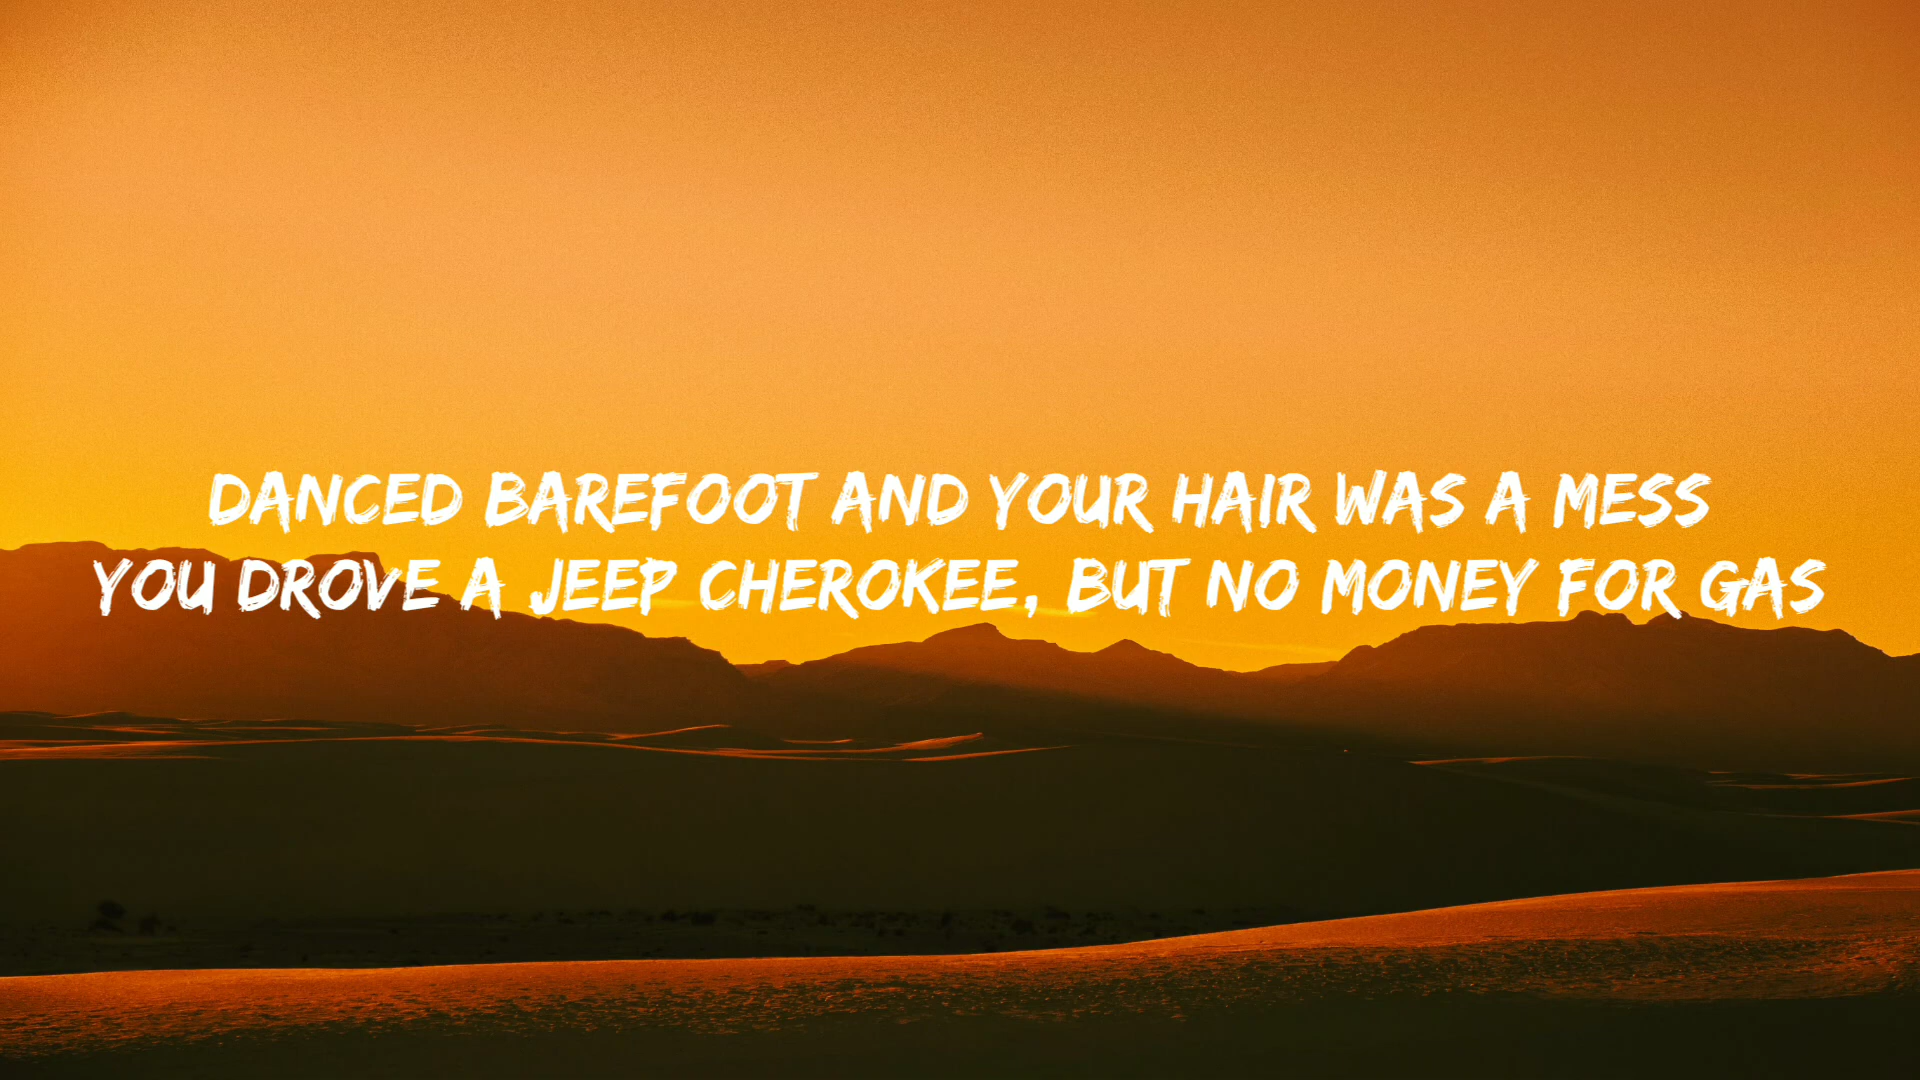 DANCED BAREFOOT AND YOUR HAIR WAS A MESS
YOU DROVE A JEEP CHEROKEE, BUT NO MONEY FOR GAS